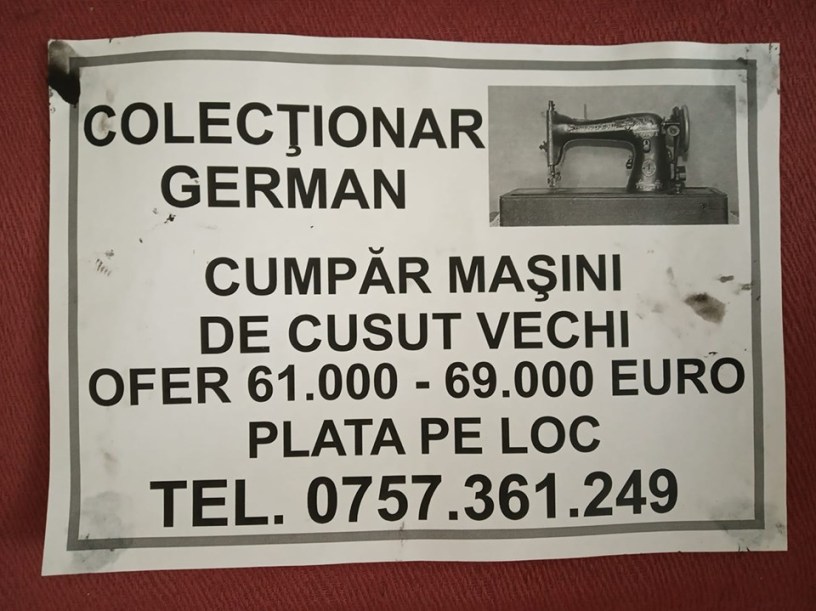 COLECŢIONAR
GERMAN
CUMPĂR MAŞINI
DE CUSUT VECHI
OFER 61.000 - 69.000 EURO
PLATA PE LOC
TEL. 0757.361.249